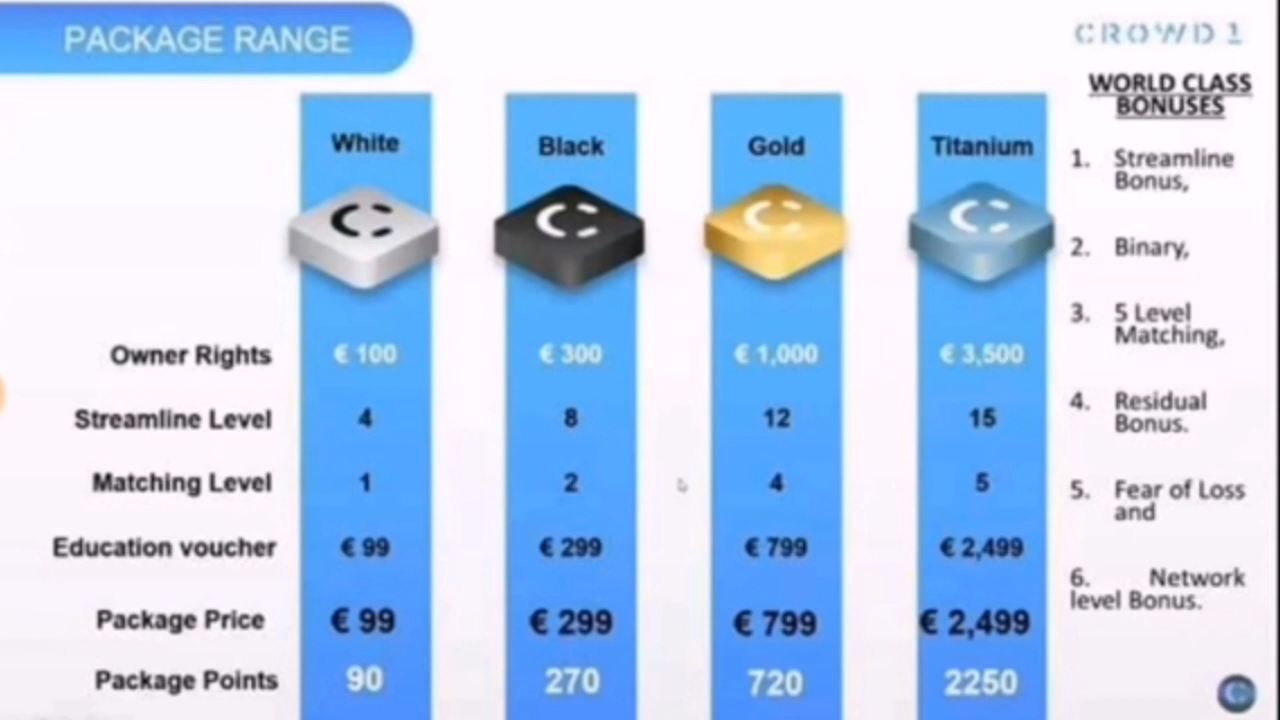 PACKAGE RANGE
CROWD 1
White Black Gold Titanium
Owner Rights € 100 € 300 € 1,000 € 3,500
Streamline Level 4 8 12 15
Matching Level 1 2 4 5
Education voucher € 99 € 299 € 799 € 2,499
Package Price € 99 € 299 € 799 € 2,499
Package Points 90 270 720 2250
WORLD CLASS
BONUSES
1. Streamline
Bonus,
2. Binary,
3. 5 Level
Matching,
4. Residual
Bonus.
5. Fear of Loss
and
6. Network
level Bonus.